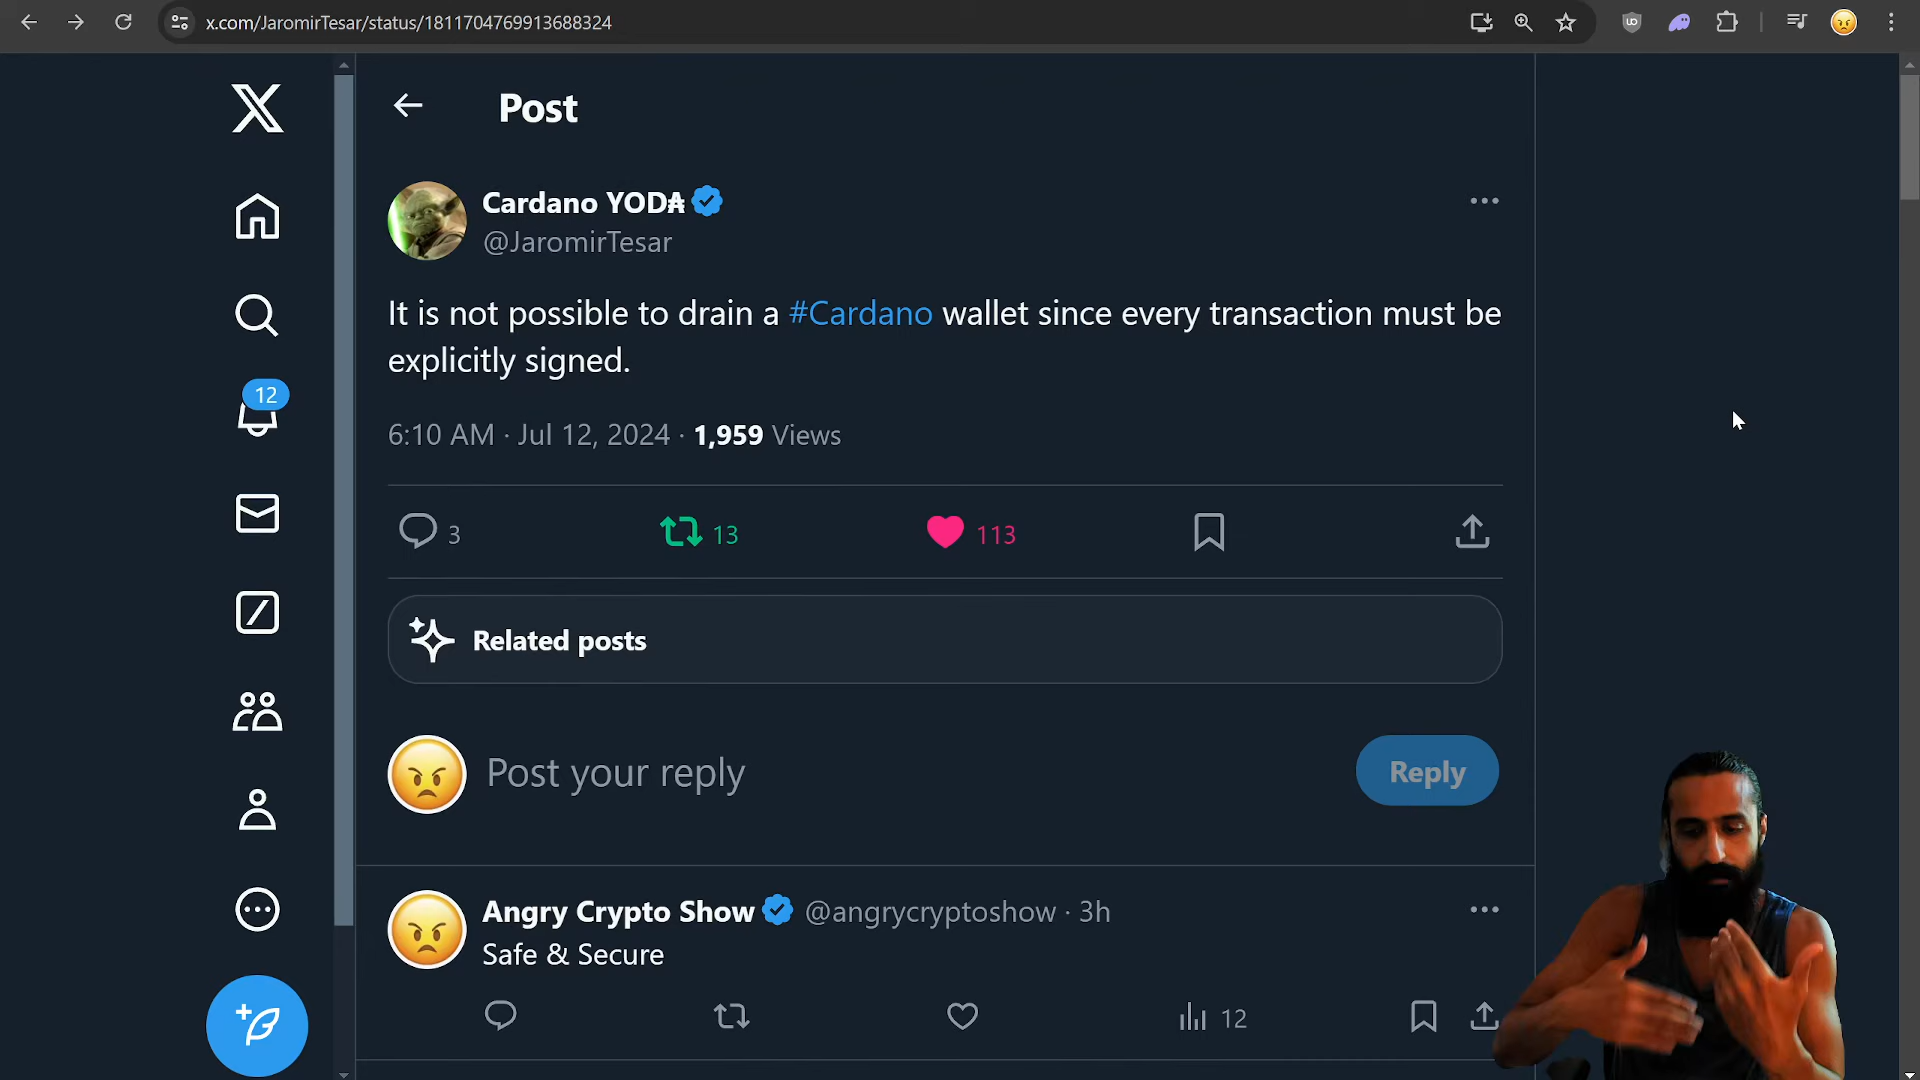 x.com/JaromirTesar/status/1811704769913688324
Post
Cardano YOD₳
@JaromirTesar
It is not possible to drain a #Cardano wallet since every transaction must be
explicitly signed.
6:10 AM · Jul 12, 2024 · 1,959 Views
12
3
13
113
Related posts
Post your reply
Reply
Angry Crypto Show @angrycryptoshow · 3h
Safe & Secure
12